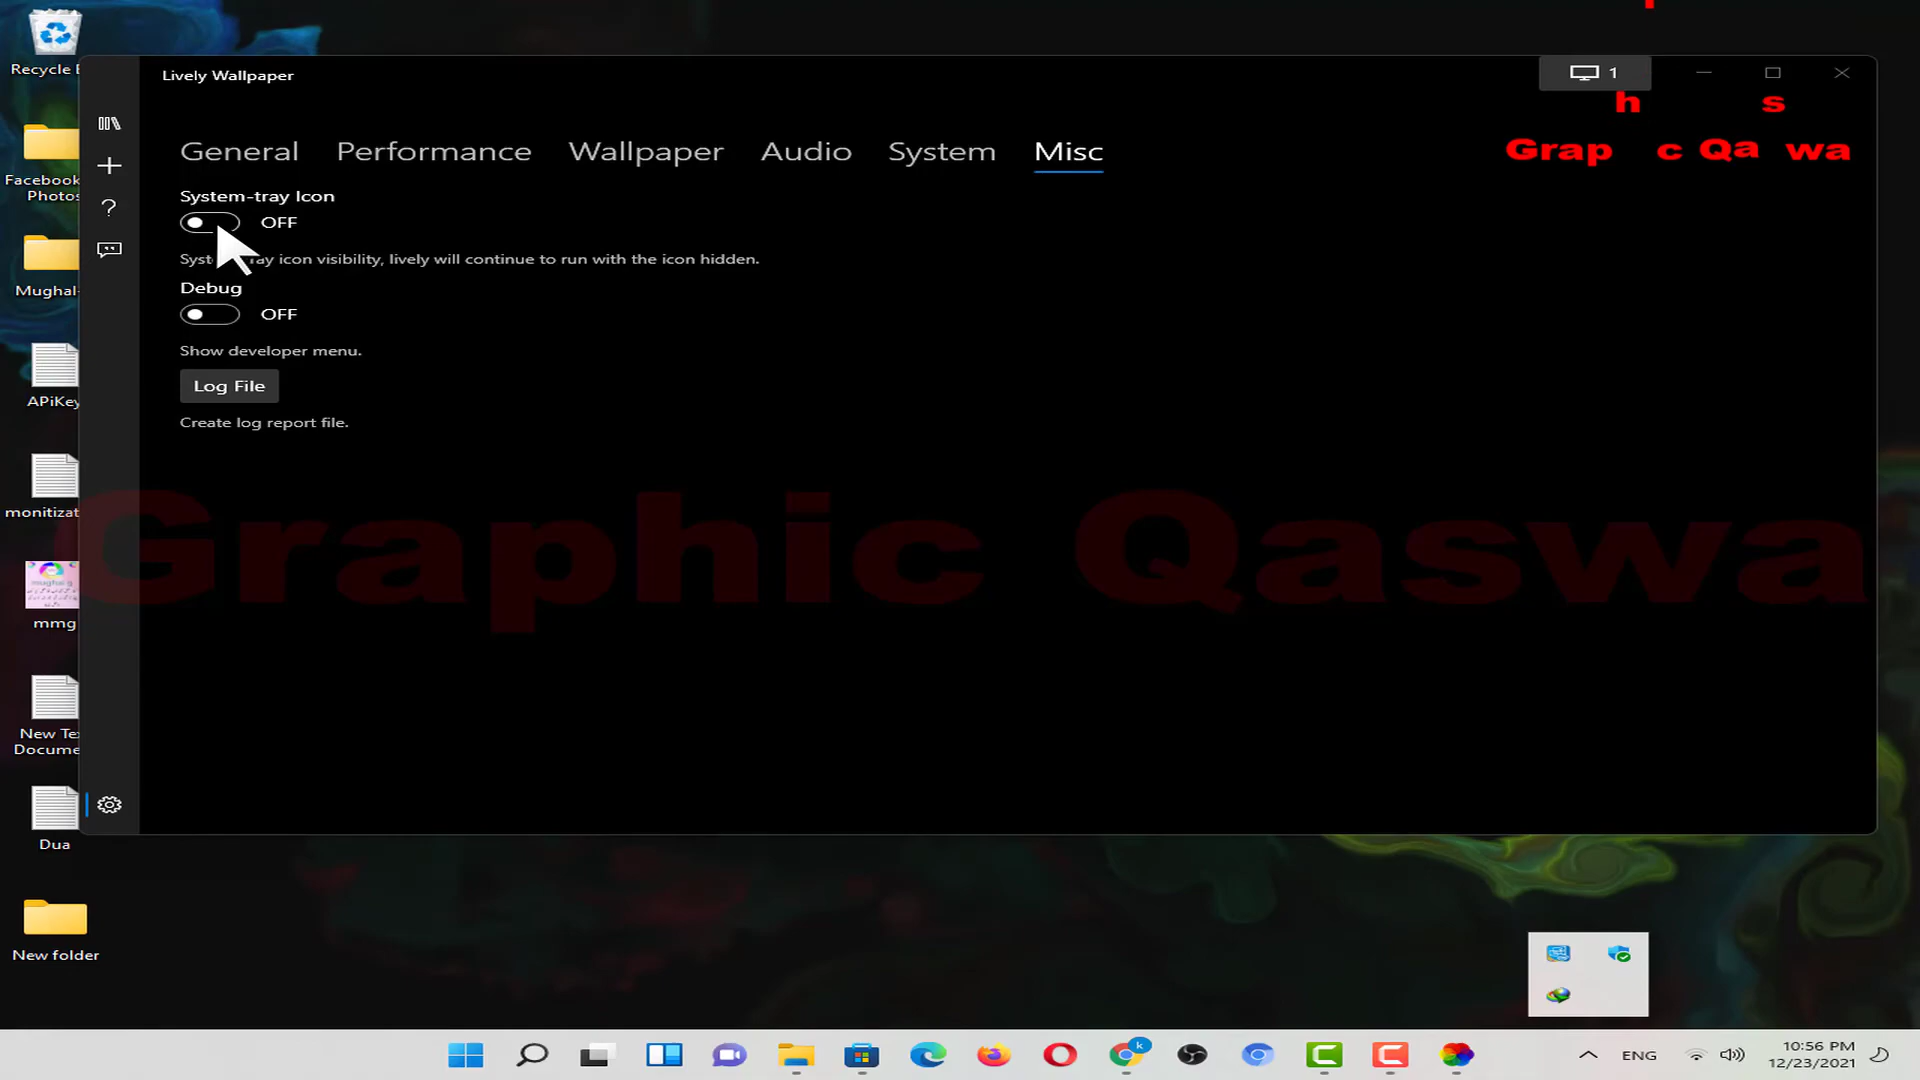 Recycle B
Lively Wallpaper
1
h s
Grap c Qa wa
General Performance Wallpaper Audio System Misc
System-tray Icon
OFF
icon visibility, lively will continue to run with the icon hidden.
Debug
OFF
Show developer menu.
Log File
Create log report file.
Graphic Qaswa
Facebook
Photos
Mughal-
APiKey
monitizat
mmg
New Te
Docume
Dua
New folder
k
ENG
10:56 PM
12/23/2021